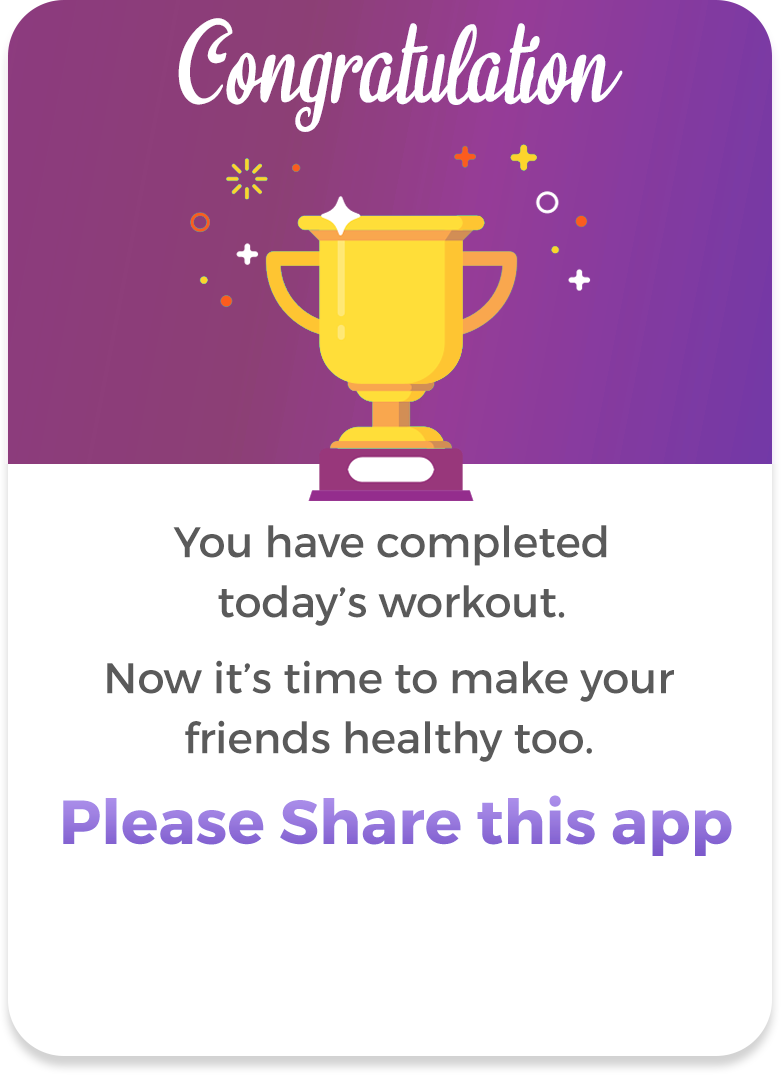 Congratulation
You have completed
today’s workout.
Now it’s time to make your
friends healthy too.
Please Share this app